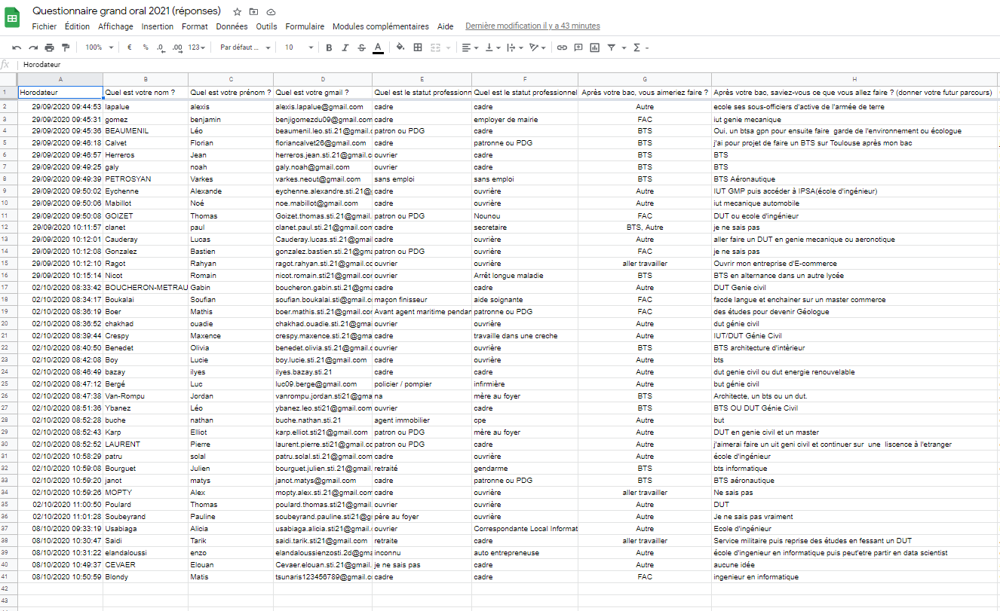 Questionnaire grand oral 2021 (réponses)
Fichier Édition Affichage Insertion Format Données Outils Formulaire Modules complémentaires Aide Dernière modification il y a 43 minutes
100% € % .0 .00 123 Par défaut ... 10 B I S A
fx Horodateur
A B C D E F G H
1 Horodateur Quel est votre nom ? Quel est votre prénom ? Quel est votre gmail ? Quel est le statut professionn Quel est le statut professionnel Après votre bac, vous aimeriez faire ? Après votre bac, saviez-vous ce que vous allez faire ? (donner votre futur parcours)
2 29/09/2020 09:44:53 lapalue alexis alexis.lapalue@gmail.com cadre cadre Autre ecole ses sous-officiers d'active de l'armée de terre
3 29/09/2020 09:45:31 gomez benjamin benjigomezdu09@gmail.com cadre employer de mairie FAC iut genie mecanique
4 29/09/2020 09:45:36 BEAUMENIL Léo beaumenil.leo.sti.21@gmail. patron ou PDG cadre BTS Oui, un btsa gpn pour ensuite faire garde de l'environnement ou écologue
5 29/09/2020 09:46:18 Calvet Florian floriancalvet26@gmail.com cadre patronne ou PDG BTS j'ai pour projet de faire un BTS sur Toulouse après mon bac
6 29/09/2020 09:46:57 Herreros Jean herreros.jean.sti.21@gmail.c ouvrier cadre BTS BTS
7 29/09/2020 09:49:25 galy noah galy.noah@gmail.com ouvrier cadre BTS BTS
8 29/09/2020 09:49:39 PETROSYAN Varkes varkes.neout@gmail.com sans emploi sans emploi BTS BTS Aéronautique
9 29/09/2020 09:50:02 Eychenne Alexande eychenne.alexandre.sti.21@g cadre ouvrière Autre IUT GMP puis accéder à IPSA(école d'ingénieur)
10 29/09/2020 09:50:06 Mabillot Noé noe.mabillot@gmail.com cadre ouvrière Autre iut mecanique automobile
11 29/09/2020 09:50:08 GOIZET Thomas Goizet.thomas.sti.21@gmail. patron ou PDG Nounou FAC DUT ou ecole d'ingénieur
12 29/09/2020 10:11:57 clanet paul clanet.paul.sti.21@gmail.com cadre secretaire BTS, Autre je ne sais pas
13 29/09/2020 10:12:01 Cauderay Lucas Cauderay.lucas.sti.21@gmail cadre ouvrière Autre aller faire un DUT en genie mecanique ou aeronotique
14 29/09/2020 10:12:08 Gonzalez Bastien gonzalez.bastien.sti.21@gma patron ou PDG ouvrière FAC je ne sais pas
15 29/09/2020 10:12:10 Ragot Rahyan ragot.rahyan.sti.21@gmail.cc ouvrier ouvrière aller travailler Ouvrir mon entreprise d'E-commerce
16 29/09/2020 10:15:14 Nicot Romain nicot.romain.sti21@gmail.com ouvrier Arrêt longue maladie BTS BTS en alternance dans un autre lycée
17 02/10/2020 08:33:42 BOUCHERON-METRAU Gabin boucheron.gabin.sti.21@gma cadre cadre Autre DUT Genie civil
18 02/10/2020 08:34:17 Boukalai Soufian soufian.boukalai.sti@gmail.co maçon finisseur aide soignante FAC facde langue et enchainer sur un master commerce
19 02/10/2020 08:36:19 Boer Mathis boer.mathis.sti.21@gmail.cor Avant agent maritime pendan patronne ou PDG FAC des études pour devenir Géologue
20 02/10/2020 08:36:52 chakhad ouadie chakhad.ouadie.sti.21@gmai ouvrier ouvrière Autre dut génie civil
21 02/10/2020 08:39:44 Crespy Maxence crespy.maxence.sti.21@gma cadre travaille dans une creche Autre IUT/DUT Génie Civil
22 02/10/2020 08:40:50 Benedet Olivia benedet.olivia.sti.21@gmail.c ouvrier ouvrière BTS BTS architecture d'intèrieur
23 02/10/2020 08:42:08 Boy Lucie boy.lucie.sti.21@gmail.com cadre ouvrière Autre bts
24 02/10/2020 08:46:49 bazay ilyes ilyes.bazay.sti.21 cadre cadre Autre dut genie civil ou dut energie renouvelable
25 02/10/2020 08:47:12 Bergé Luc luc09.berge@gmail.com policier / pompier infirmière Autre but génie civil
26 02/10/2020 08:47:38 Van-Rompu Jordan vanrompu.jordan.sti21@gma na mère au foyer BTS Architecte, un bts ou un dut.
27 02/10/2020 08:51:36 Ybanez Léo ybanez.leo.sti21@gmail.com ouvrier cadre BTS BTS OU DUT Génie Civil
28 02/10/2020 08:52:28 buche nathan buche.nathan.sti.21 agent immobilier cpe Autre but
29 02/10/2020 08:52:43 Karp Elliot karp.elliot.sti21@gmail.com patron ou PDG mère au foyer Autre DUT en genie civil et un master
30 02/10/2020 08:52:52 LAURENT Pierre laurent.pierre.sti21@gmail.co patron ou PDG cadre Autre j'aimerai faire un uit geni civil et continuer sur une liscence à l'etranger
31 02/10/2020 10:58:29 patru solal patru.solal.sti.21@gmail.com cadre ouvrière Autre école d'ingénieur
32 02/10/2020 10:59:08 Bourguet Julien bourguet.julien.sti.21@gmail. retraité gendarme BTS bts informatique
33 02/10/2020 10:59:20 janot matys janot.matys@gmail.com cadre patronne ou PDG BTS BTS aéronautique
34 02/10/2020 10:59:26 MOPTY Alex mopty.alex.sti.21@gmail.com cadre ouvrière aller travailler Ne sais pas
35 02/10/2020 11:00:50 Poulard Thomas poulard.thomas.sti21@gmail. ouvrier ouvrière Autre DUT
36 02/10/2020 11:01:28 Soubeyrand Pauline soubeyrand.pauline.sti21@g père au foyer ouvrière Autre Je ne sais pas vraiment
37 08/10/2020 09:33:19 Usabiaga Alicia usabiaga.alicia.sti21@gmail. ouvrier Correspondante Local Informat Autre Ecole d'ingénieur
38 08/10/2020 10:30:47 Saidi Tarik saidi.tarik.sti21@gmail.com retraite cadre aller travailler Service militaire puis reprise des études en fessant un DUT
39 08/10/2020 10:31:22 elandaloussi enzo elandaloussienzosti.2d@gma inconnu auto entrepreneuse Autre école d'ingenieur en informatique puis peut'etre partir en data scientist
40 08/10/2020 10:49:37 CEVAER Elouan Cevaer.elouan.sti.21@gmail. je ne sais pas cadre Autre aucune idée
41 08/10/2020 10:50:59 Blondy Matis tsunaris123456789@gmail.c cadre cadre FAC ingenieur en informatique
42
43